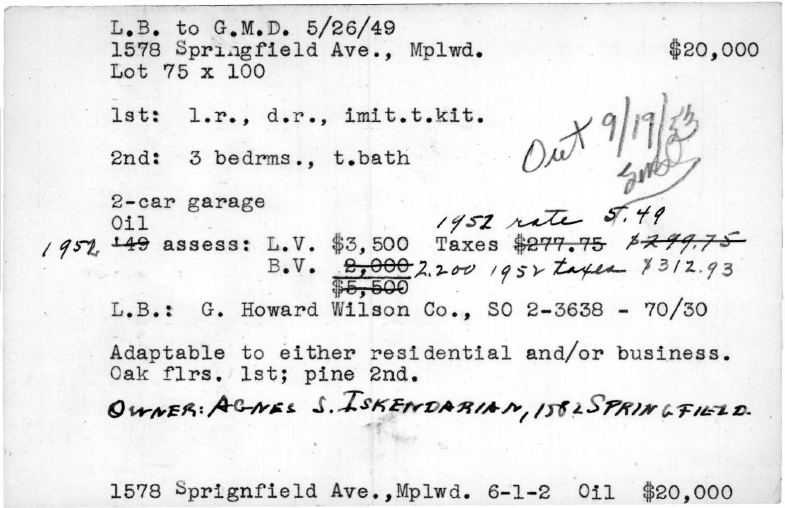 L.B. to G.M.D. 5/26/49
1578 Springfield Ave., Mplwd. $20,000
Lot 75 x 100
1st: l.r., d.r., imit.t.kit.
Out 9/19/53
2nd: 3 bedrms., t.bath
2-car garage
Oil 1952 rate 5.49
1952 '49 assess: L.V. $3,500 Taxes $277.75 $299.75
B.V. 2,000 2,200 1952 taxes $312.93
$5,500
L.B.: G. Howard Wilson Co., SO 2-3638 - 70/30
Adaptable to either residential and/or business.
Oak flrs. 1st; pine 2nd.
OWNER: AGNES S. ISKENDARIAN, 1582 SPRINGFIELD.
1578 Sprignfield Ave.,Mplwd. 6-1-2 Oil $20,000